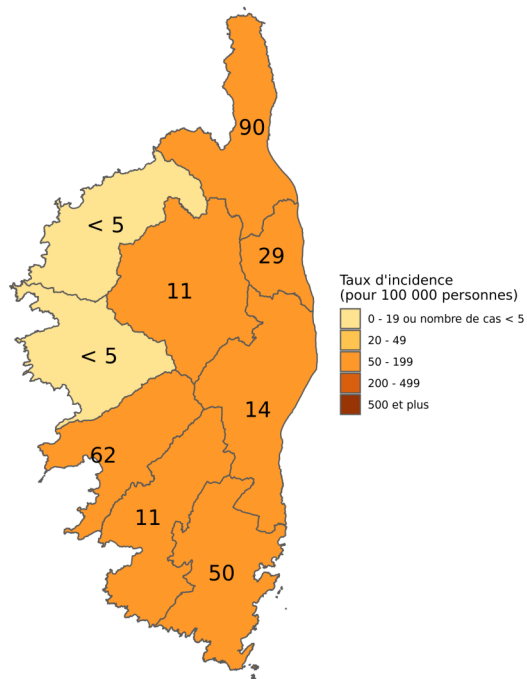 90
< 5
29
11
< 5
14
62
11
50
Taux d'incidence
(pour 100 000 personnes)
0 - 19 ou nombre de cas < 5
20 - 49
50 - 199
200 - 499
500 et plus